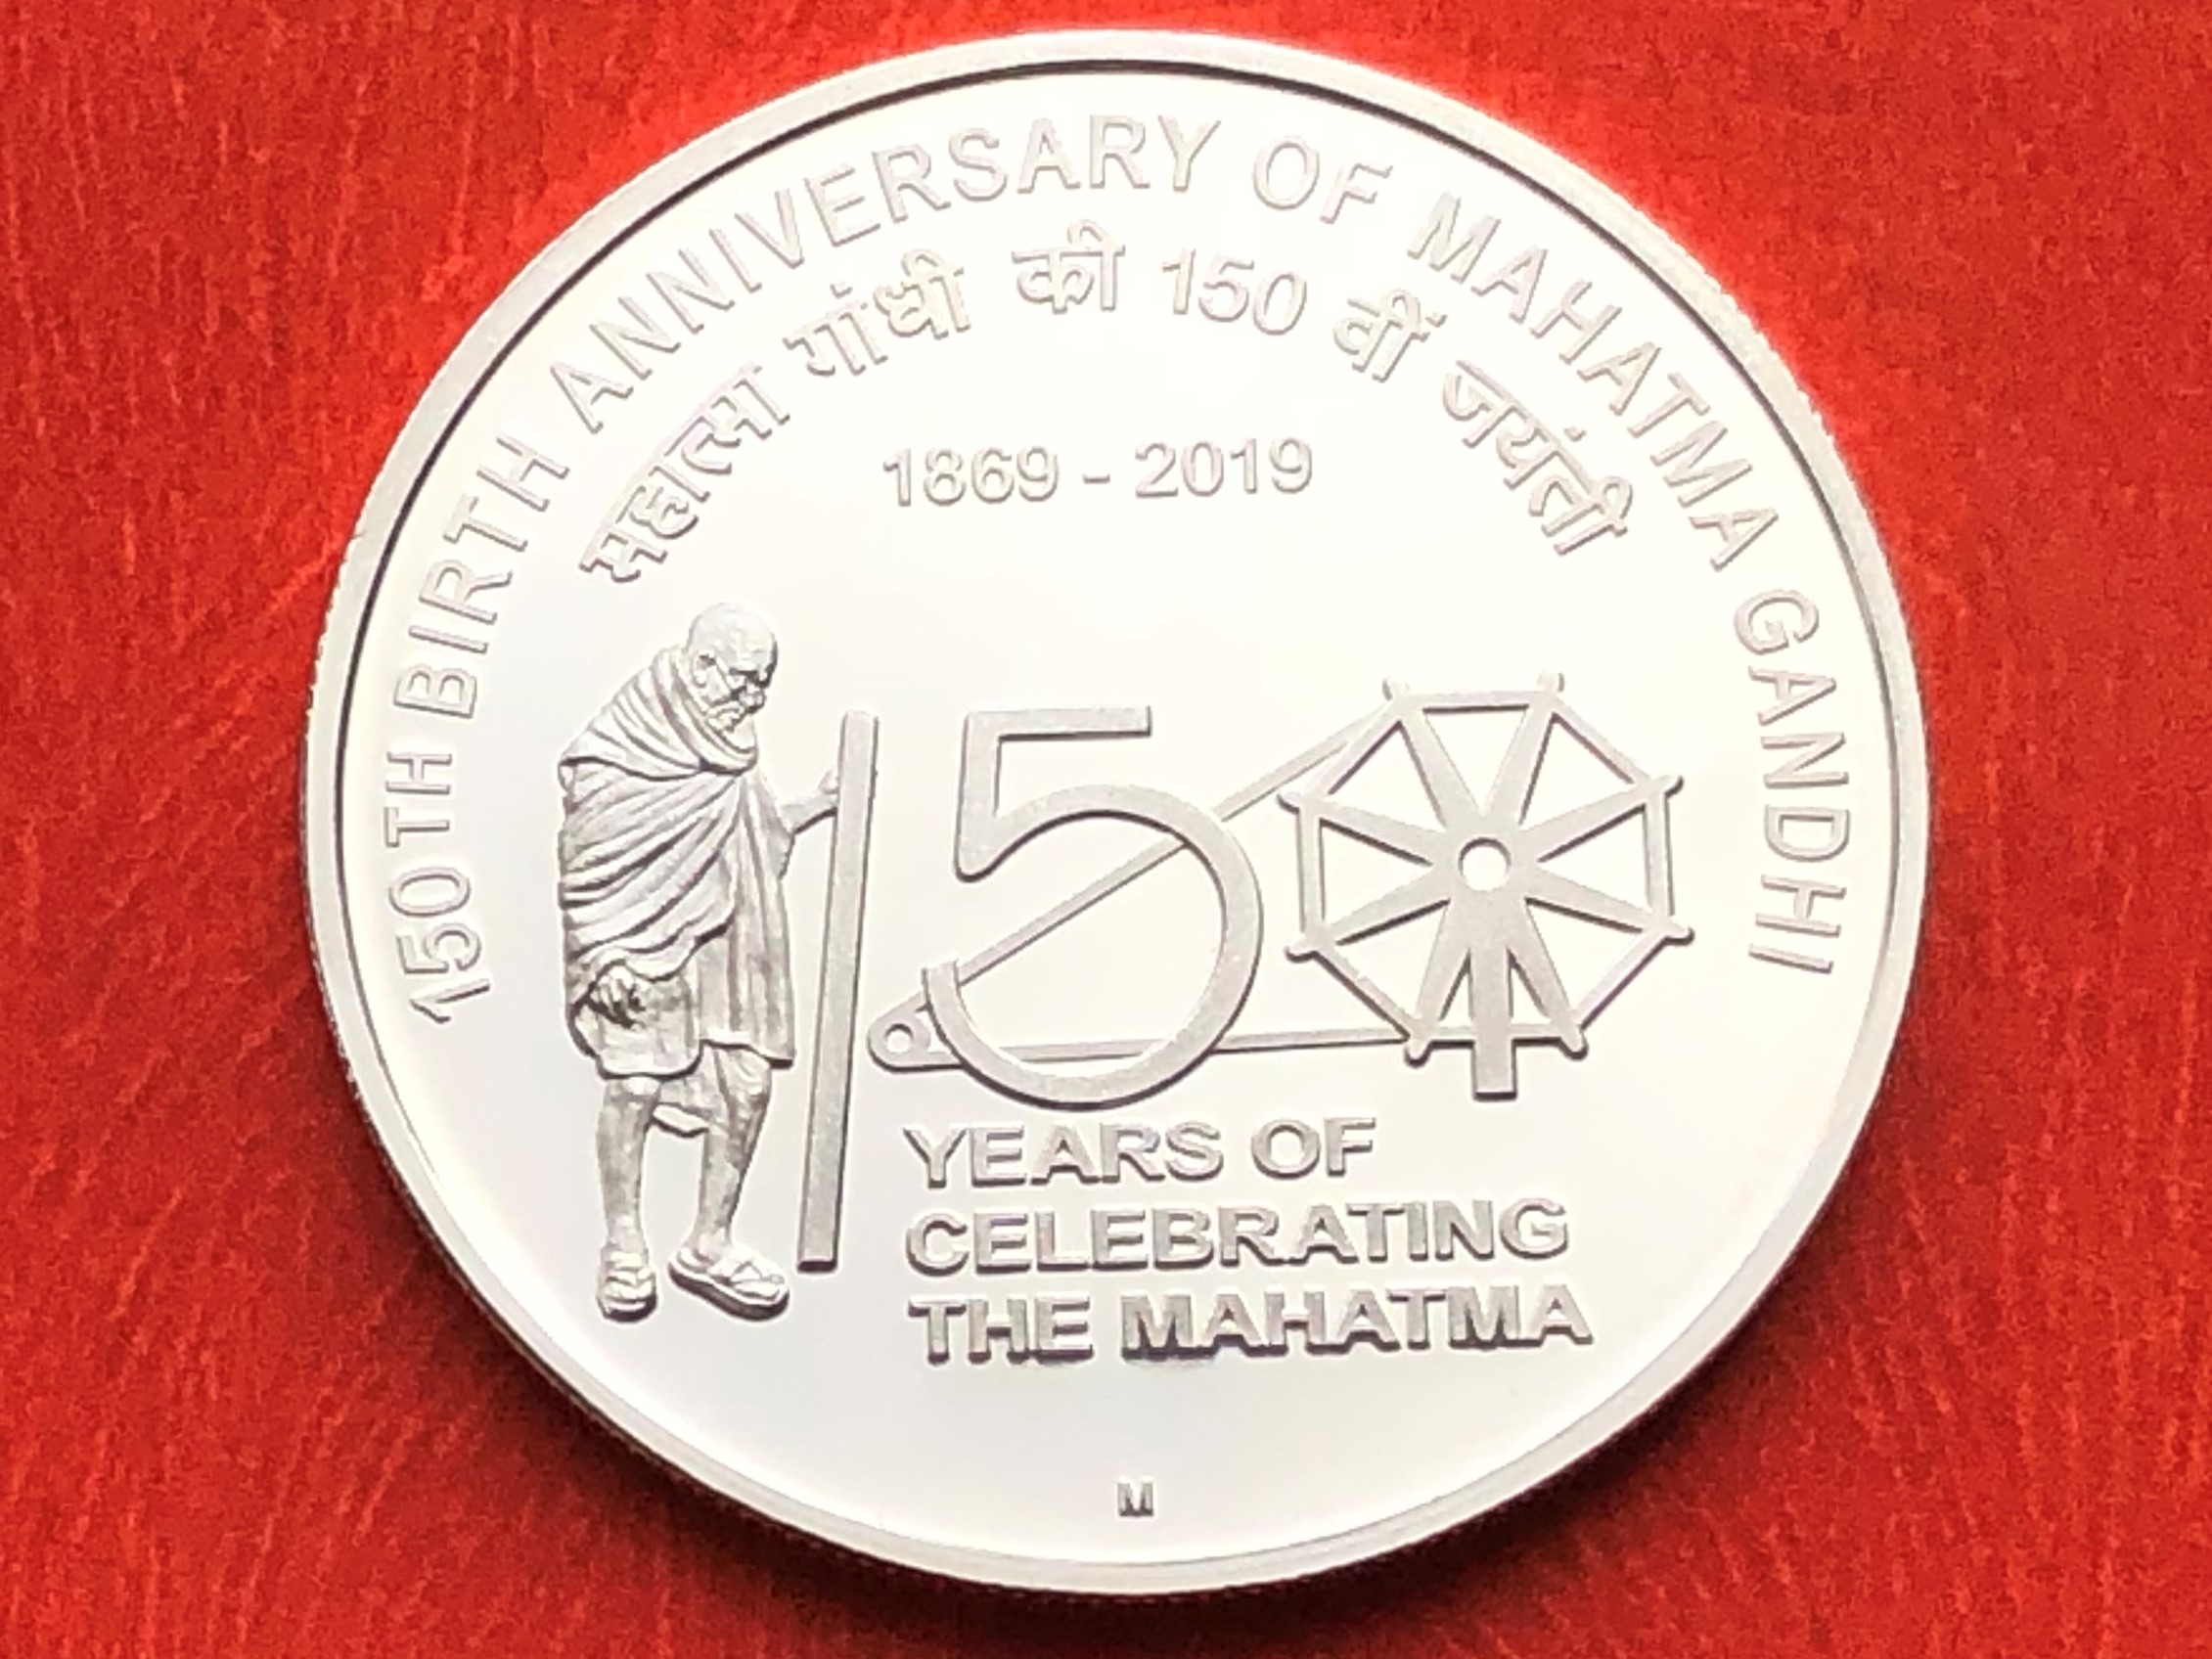 150TH BIRTH ANNIVERSARY OF MAHATMA GANDHI
महात्मा गांधी की 150 वीं जयंती
1869 - 2019
150
YEARS OF
CELEBRATING
THE MAHATMA
M